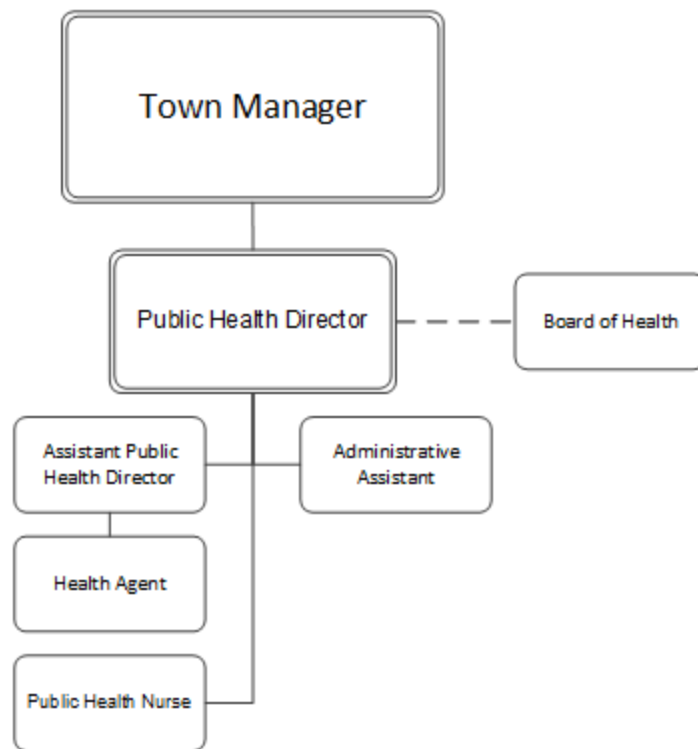 Town Manager
Public Health Director
Board of Health
Assistant Public
Health Director
Administrative
Assistant
Health Agent
Public Health Nurse